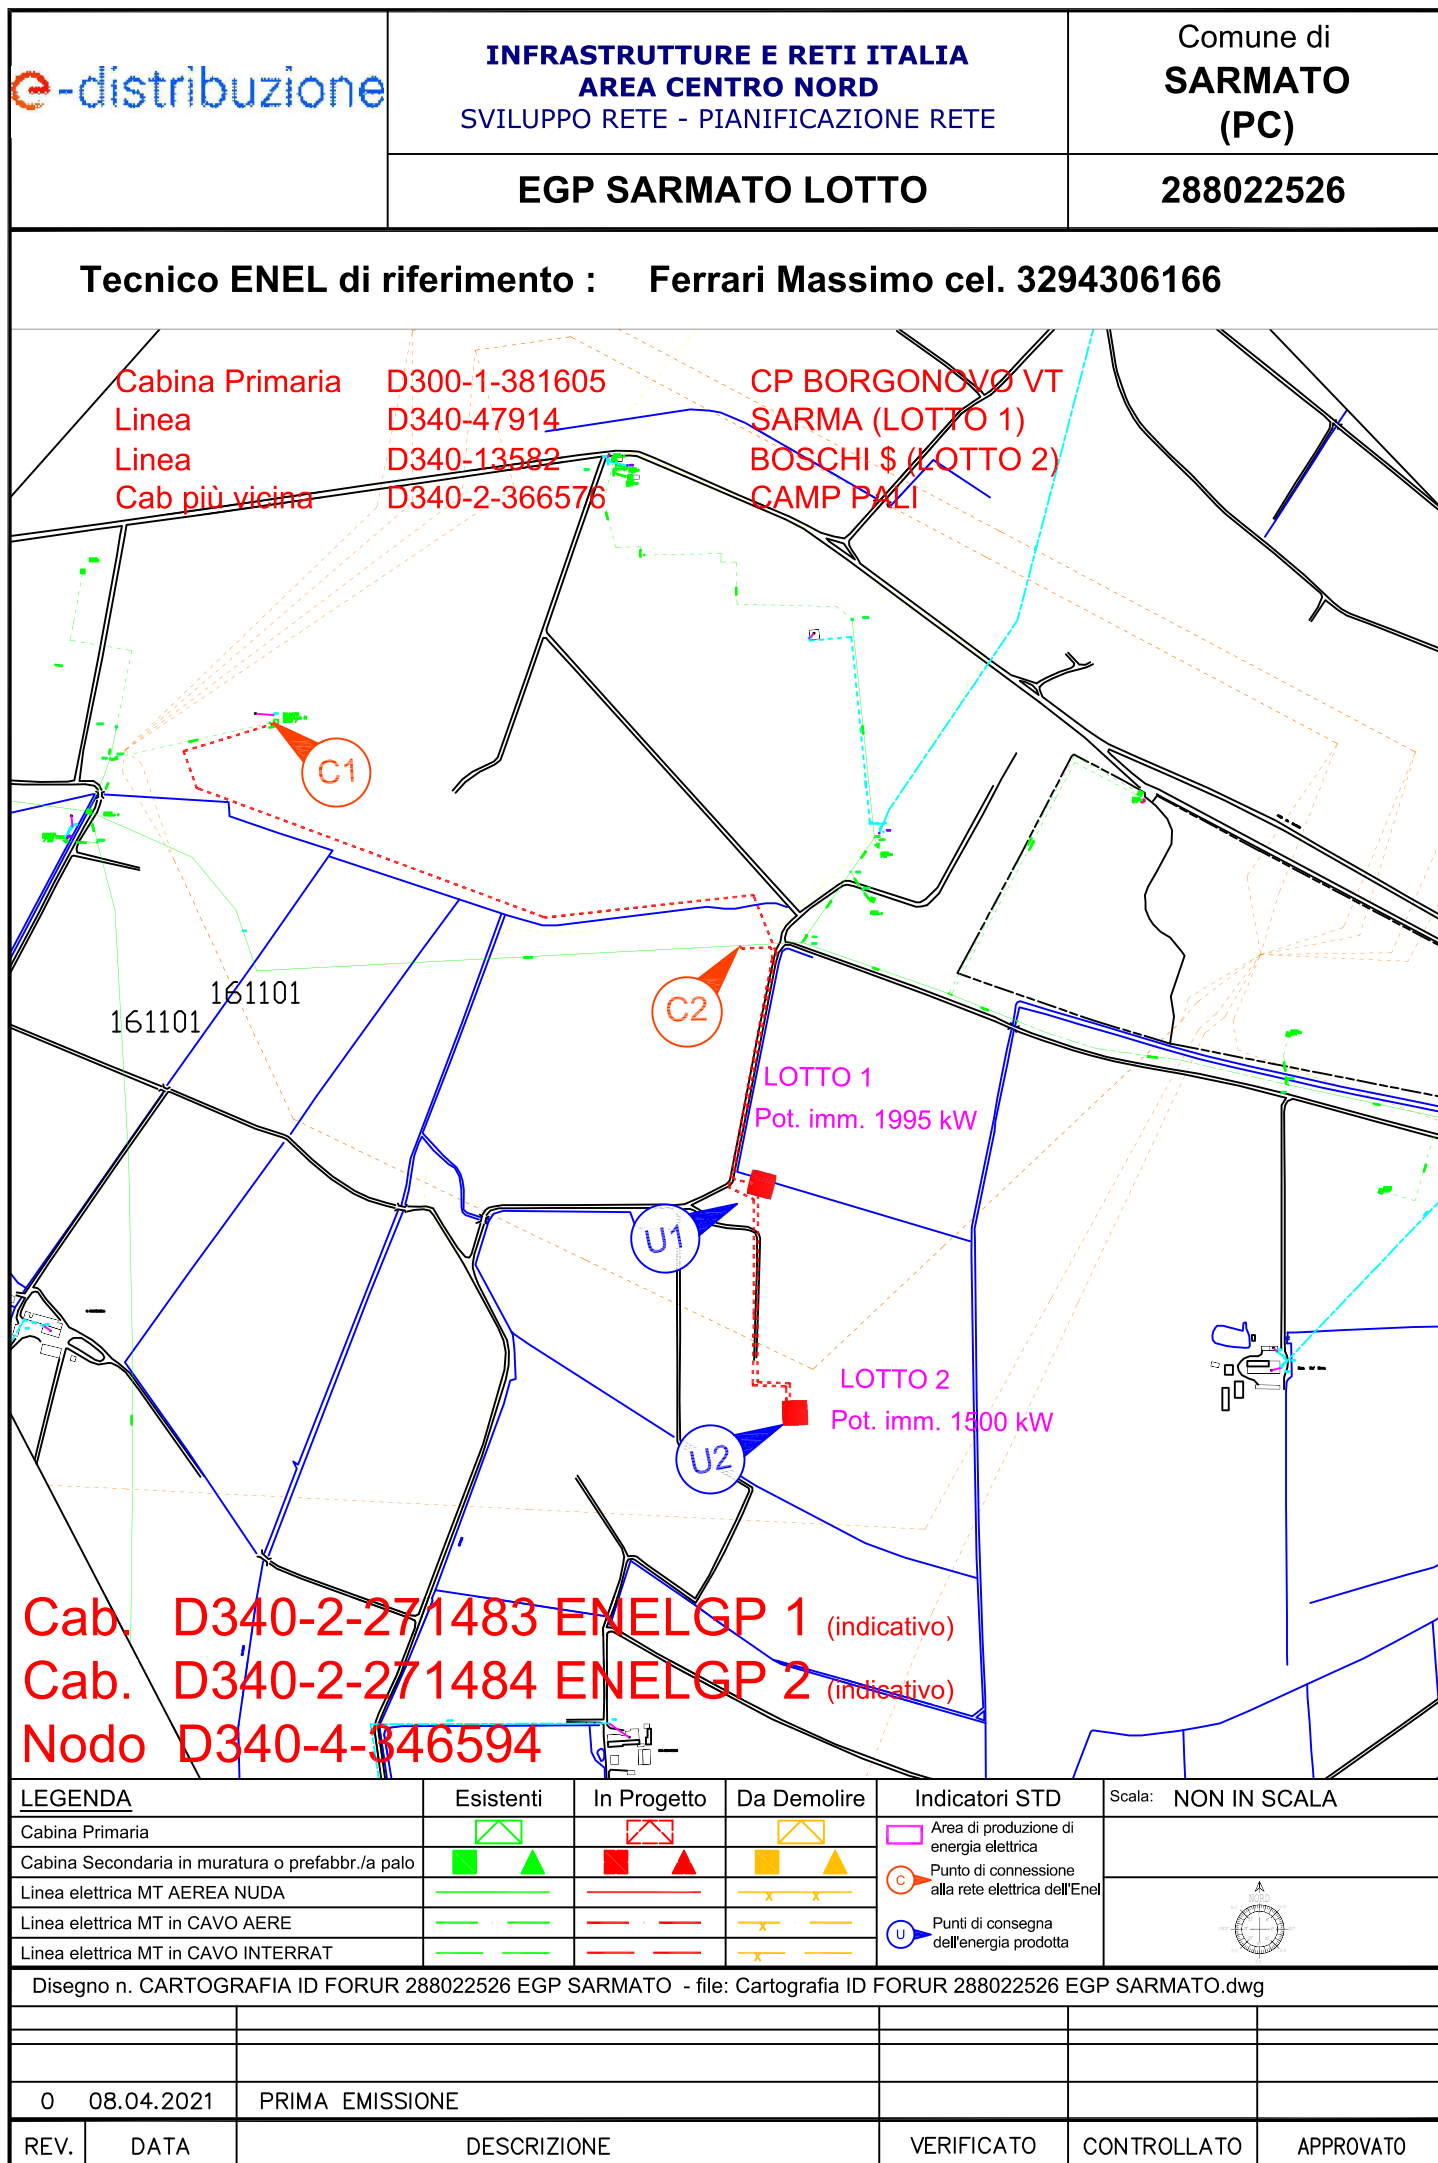 e-distribuzione
INFRASTRUTTURE E RETI ITALIA
AREA CENTRO NORD
SVILUPPO RETE - PIANIFICAZIONE RETE
EGP SARMATO LOTTO
Comune di
SARMATO
(PC)
288022526
Tecnico ENEL di riferimento : Ferrari Massimo cel. 3294306166
Cabina Primaria D300-1-381605 CP BORGONOVO VT
Linea D340-47914 SARMA (LOTTO 1)
Linea D340-13582 BOSCHI $ (LOTTO 2)
Cab più vicina D340-2-366576 CAMP PALI
C1
C2
161101
161101
LOTTO 1
Pot. imm. 1995 kW
U1
LOTTO 2
Pot. imm. 1500 kW
U2
Cab. D340-2-271483 ENELGP 1 (indicativo)
Cab. D340-2-271484 ENELGP 2 (indicativo)
Nodo D340-4-346594
LEGENDA Esistenti In Progetto Da Demolire Indicatori STD Scala: NON IN SCALA
Cabina Primaria
Cabina Secondaria in muratura o prefabbr./a palo
Linea elettrica MT AEREA NUDA
Linea elettrica MT in CAVO AERE
Linea elettrica MT in CAVO INTERRAT
Area di produzione di
energia elettrica
C
Punto di connessione
alla rete elettrica dell'Enel
U
Punti di consegna
dell'energia prodotta
NORD
Disegno n. CARTOGRAFIA ID FORUR 288022526 EGP SARMATO - file: Cartografia ID FORUR 288022526 EGP SARMATO.dwg
0 08.04.2021 PRIMA EMISSIONE
REV. DATA DESCRIZIONE VERIFICATO CONTROLLATO APPROVATO